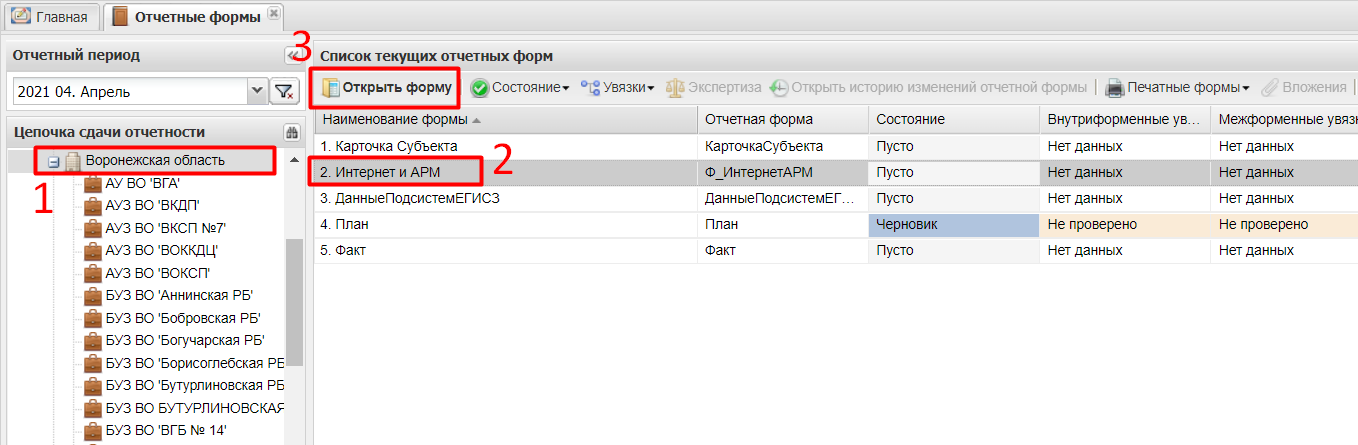 Главная
Отчетные формы
Отчетный период
2021 04. Апрель
Цепочка сдачи отчетности
Воронежская область
1
АУ ВО 'ВГА'
АУЗ ВО 'ВКДП'
АУЗ ВО 'ВКСП №7'
АУЗ ВО 'ВОККДЦ'
АУЗ ВО 'ВОКСП'
БУЗ ВО 'Аннинская РБ'
БУЗ ВО 'Бобровская РБ'
БУЗ ВО 'Богучарская РБ'
БУЗ ВО 'Борисоглебская РБ
БУЗ ВО 'Бутурлиновская РБ
БУЗ ВО БУТУРЛИНОВСКАЯ
БУЗ ВО 'ВГБ № 14'
3
Список текущих отчетных форм
Открыть форму Состояние Увязки Экспертиза Открыть историю изменений отчетной формы Печатные формы Вложения
Наименование формы Отчетная форма Состояние Внутриформенные ув... Межформенные увяз
1. Карточка Субъекта КарточкаСубъекта Пусто Нет данных Нет данных
2. Интернет и АРМ 2 Ф_ИнтернетАРМ Пусто Нет данных Нет данных
3. ДанныеПодсистемЕГИСЗ ДанныеПодсистемЕГ... Пусто Нет данных Нет данных
4. План План Черновик Не проверено Не проверено
5. Факт Факт Пусто Нет данных Нет данных